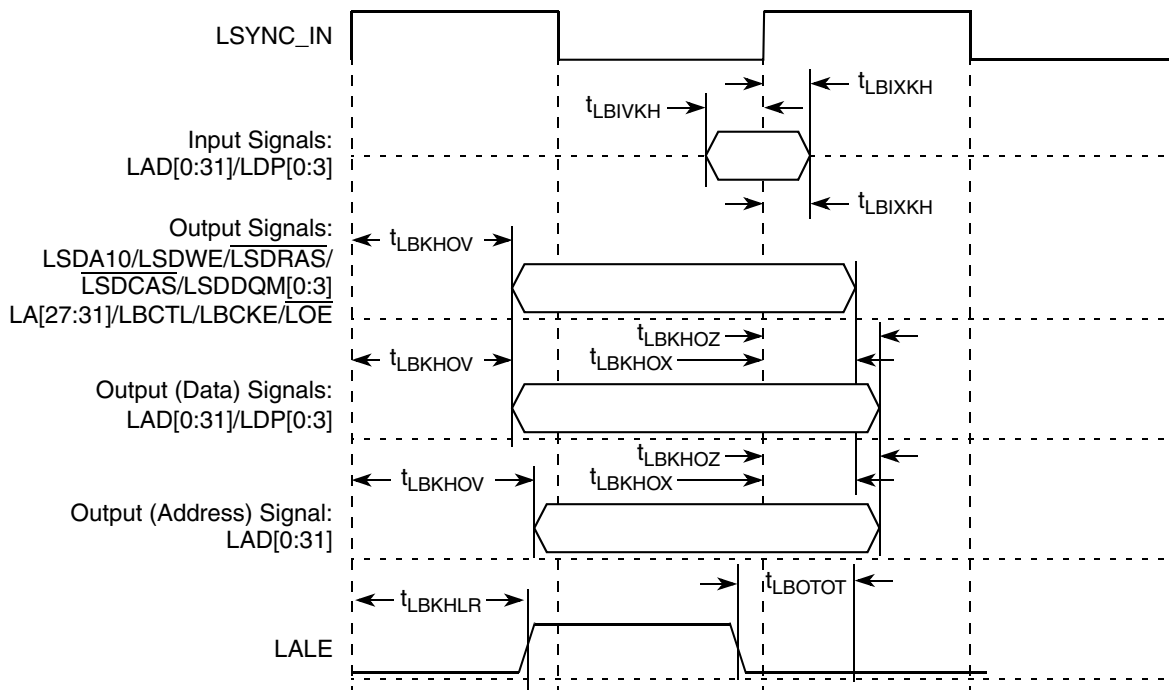 LSYNC_IN
tLBIXKH
tLBIVKH
Input Signals:
LAD[0:31]/LDP[0:3]
tLBIXKH
Output Signals:
tLBKHOV
LSDA10/LSDWE/LSDRAS/
LSDCAS/LSDDQM[0:3]
LA[27:31]/LBCTL/LBCKE/LOE
tLBKHOZ
tLBKHOV
tLBKHOX
Output (Data) Signals:
LAD[0:31]/LDP[0:3]
tLBKHOZ
tLBKHOV
tLBKHOX
Output (Address) Signal:
LAD[0:31]
tLBOTOT
tLBKHLR
LALE